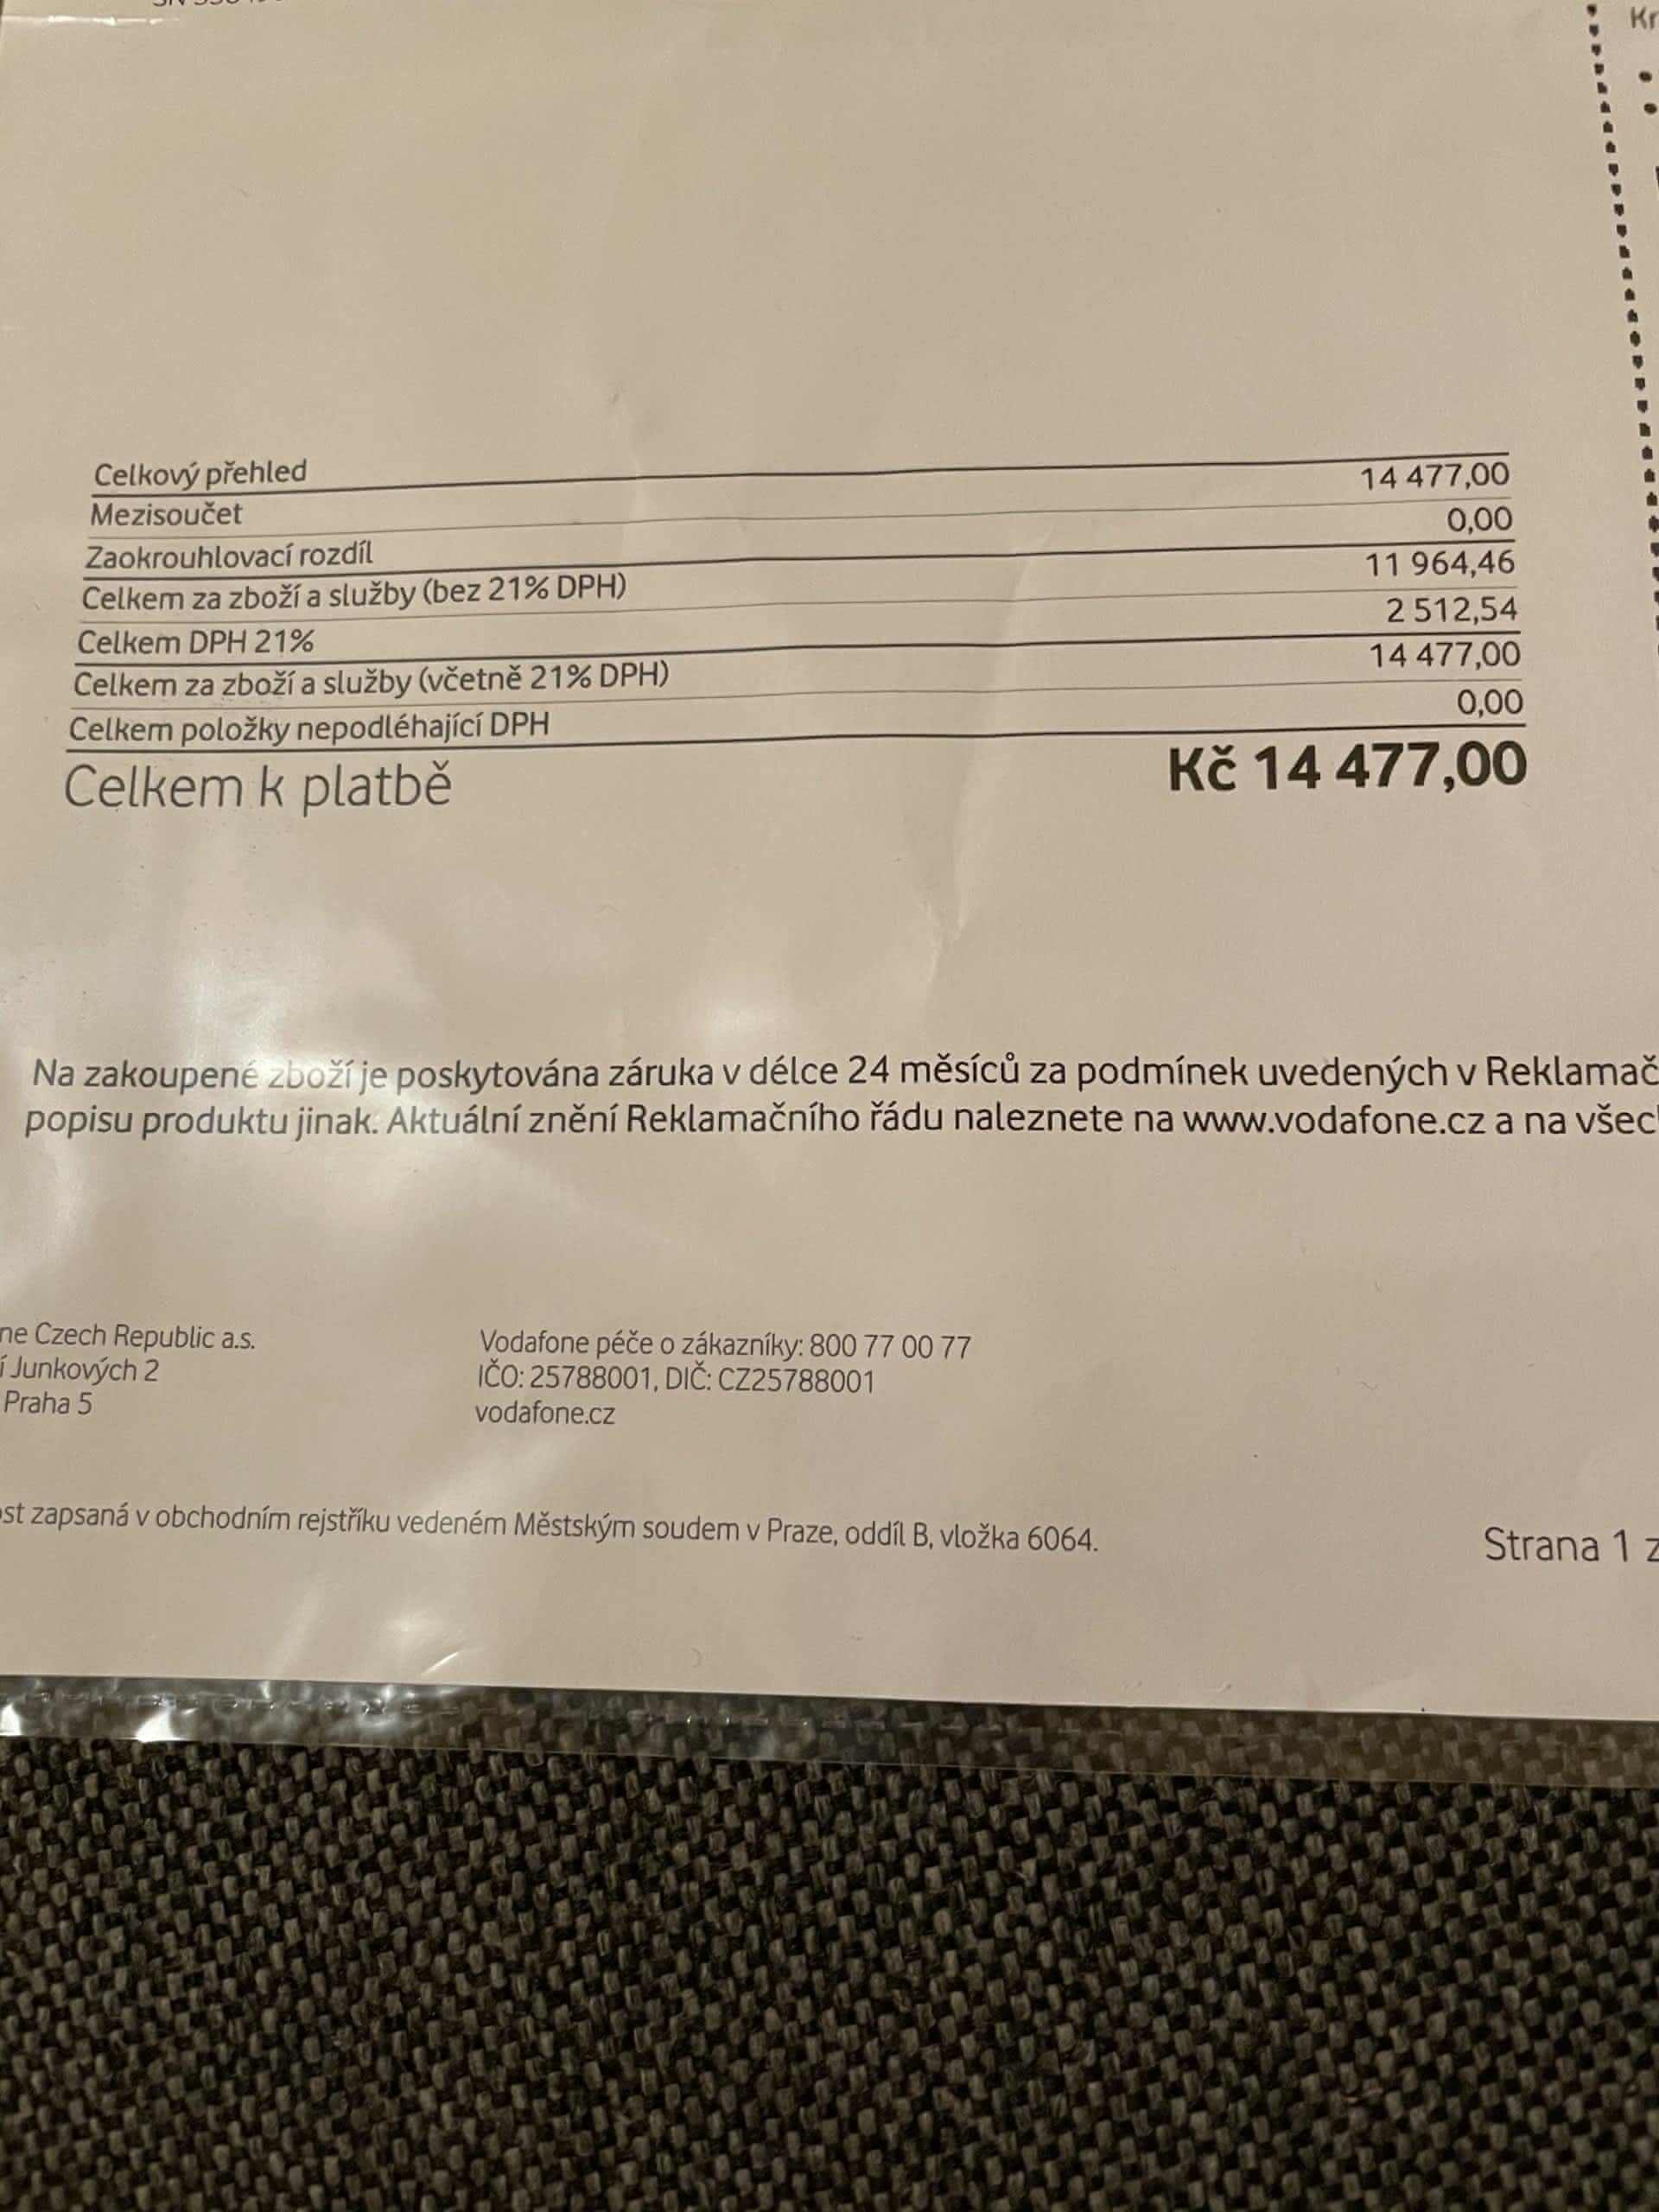 Celkový přehled
Mezisoučet 14 477,00
Zaokrouhlovací rozdíl 0,00
Celkem za zboží a služby (bez 21% DPH) 11 964,46
Celkem DPH 21% 2 512,54
Celkem za zboží a služby (včetně 21% DPH) 14 477,00
Celkem položky nepodléhající DPH 0,00
Celkem k platbě Kč 14 477,00
Na zakoupené zboží je poskytována záruka v délce 24 měsíců za podmínek uvedených v Reklamač
popisu produktu jinak. Aktuální znění Reklamačního řádu naleznete na www.vodafone.cz a na všec
ne Czech Republic a.s.
í Junkových 2
Praha 5
Vodafone péče o zákazníky: 800 77 00 77
IČO: 25788001, DIČ: CZ25788001
vodafone.cz
st zapsaná v obchodním rejstříku vedeném Městským soudem v Praze, oddíl B, vložka 6064.
Strana 1 z